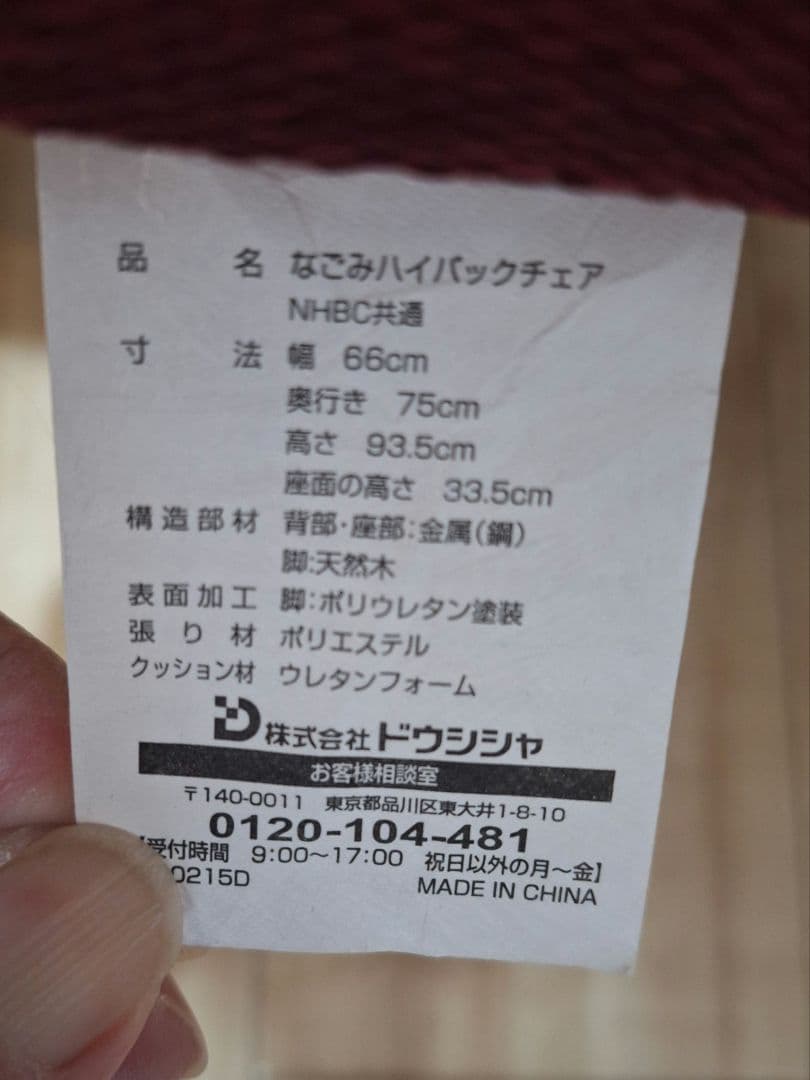 品名 なごみハイバックチェア
NHBC共通
寸法 幅 66cm
奥行き 75cm
高さ 93.5cm
座面の高さ 33.5cm
構造部材 背部・座部:金属(鋼)
脚:天然木
表面加工 脚:ポリウレタン塗装
張り材 ポリエステル
クッション材 ウレタンフォーム
株式会社ドウシシャ
お客様相談室
〒140-0011 東京都品川区東大井1-8-10
0120-104-481
【受付時間 9:00〜17:00 祝日以外の月〜金】
0215D MADE IN CHINA